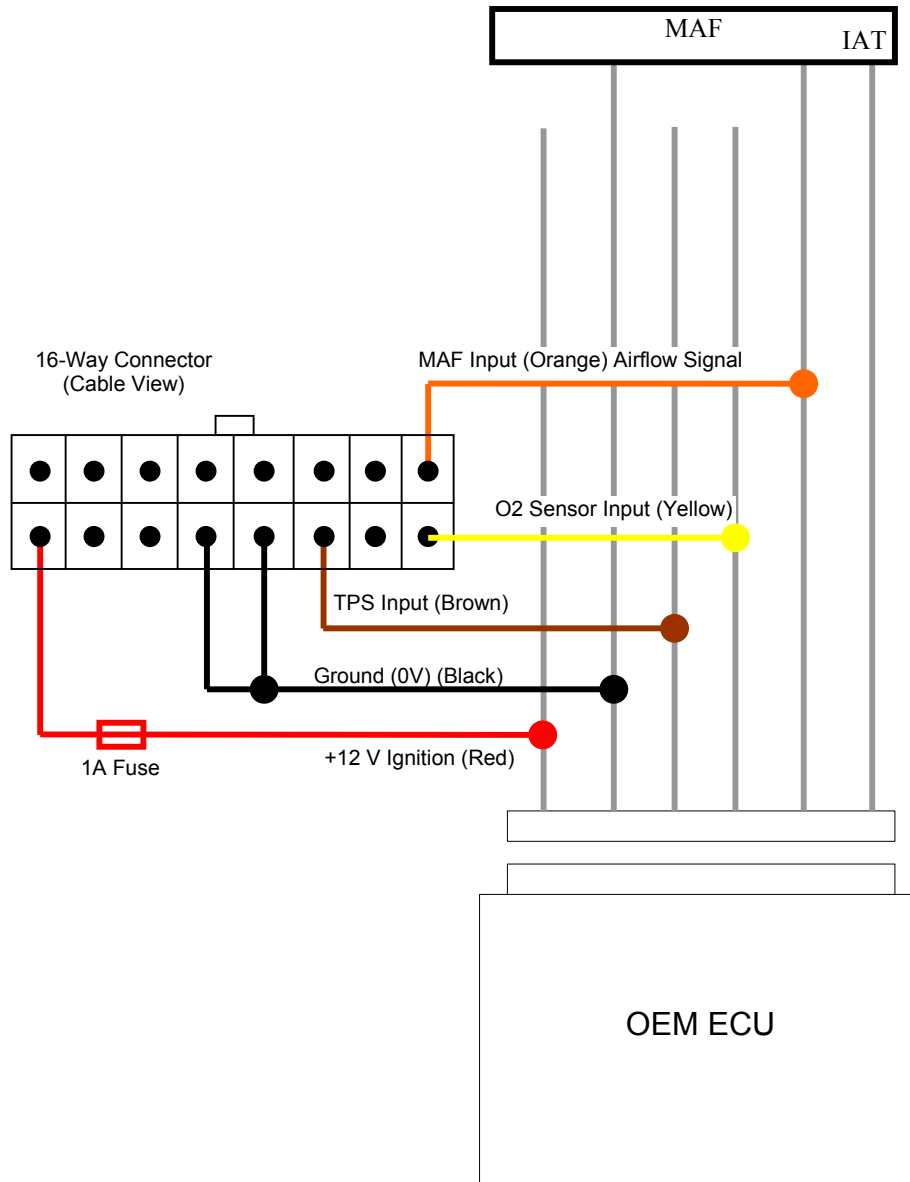 MAF
IAT
16-Way Connector
(Cable View)
MAF Input (Orange) Airflow Signal
O2 Sensor Input (Yellow)
TPS Input (Brown)
Ground (0V) (Black)
+12 V Ignition (Red)
1A Fuse
OEM ECU